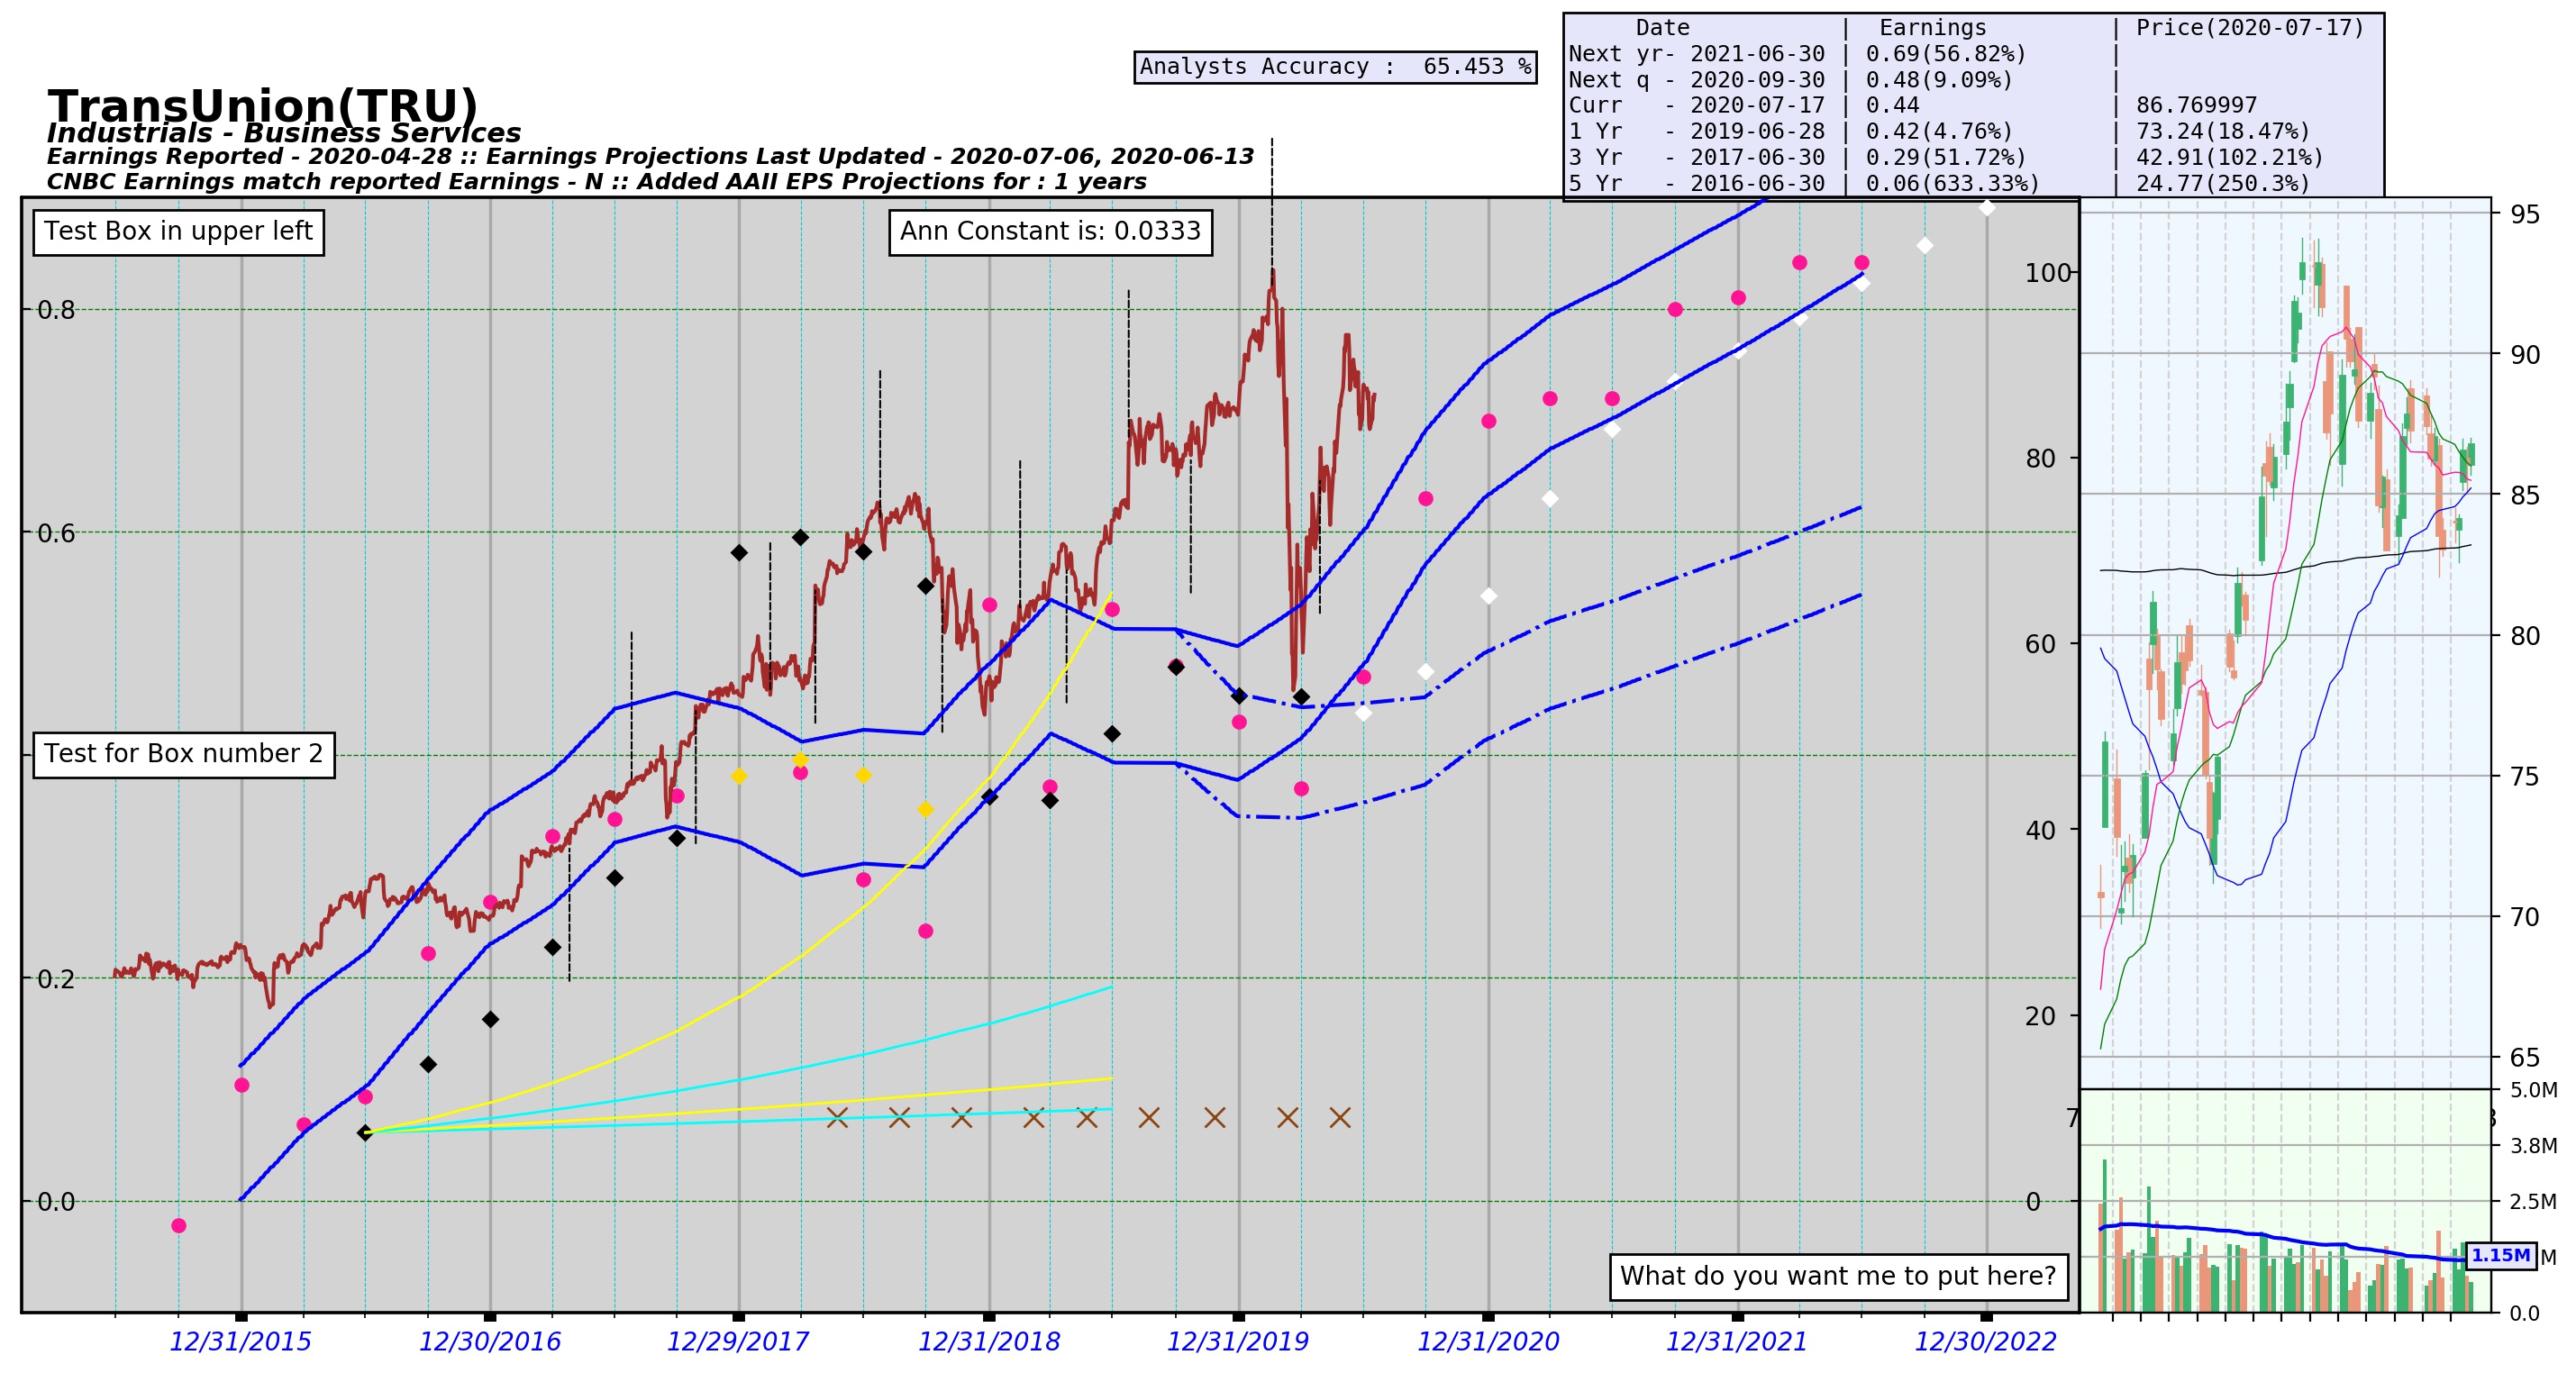 Date | Earnings | Price(2020-07-17)
Next yr- 2021-06-30 | 0.69(56.82%) |
Next q - 2020-09-30 | 0.48(9.09%) |
Curr - 2020-07-17 | 0.44 | 86.769997
1 Yr - 2019-06-28 | 0.42(4.76%) | 73.24(18.47%)
3 Yr - 2017-06-30 | 0.29(51.72%) | 42.91(102.21%)
5 Yr - 2016-06-30 | 0.06(633.33%) | 24.77(250.3%)
Analysts Accuracy : 65.453 %
TransUnion(TRU)
Industrials - Business Services
Earnings Reported - 2020-04-28 :: Earnings Projections Last Updated - 2020-07-06, 2020-06-13
CNBC Earnings match reported Earnings - N :: Added AAII EPS Projections for : 1 years
Test Box in upper left
Ann Constant is: 0.0333
Test for Box number 2
What do you want me to put here?
0.8
0.6
0.2
0.0
100
80
60
40
20
0
95
90
85
80
75
70
65
5.0M
3.8M
2.5M
1.15M
M
0.0
7
12/31/2015
12/30/2016
12/29/2017
12/31/2018
12/31/2019
12/31/2020
12/31/2021
12/30/2022